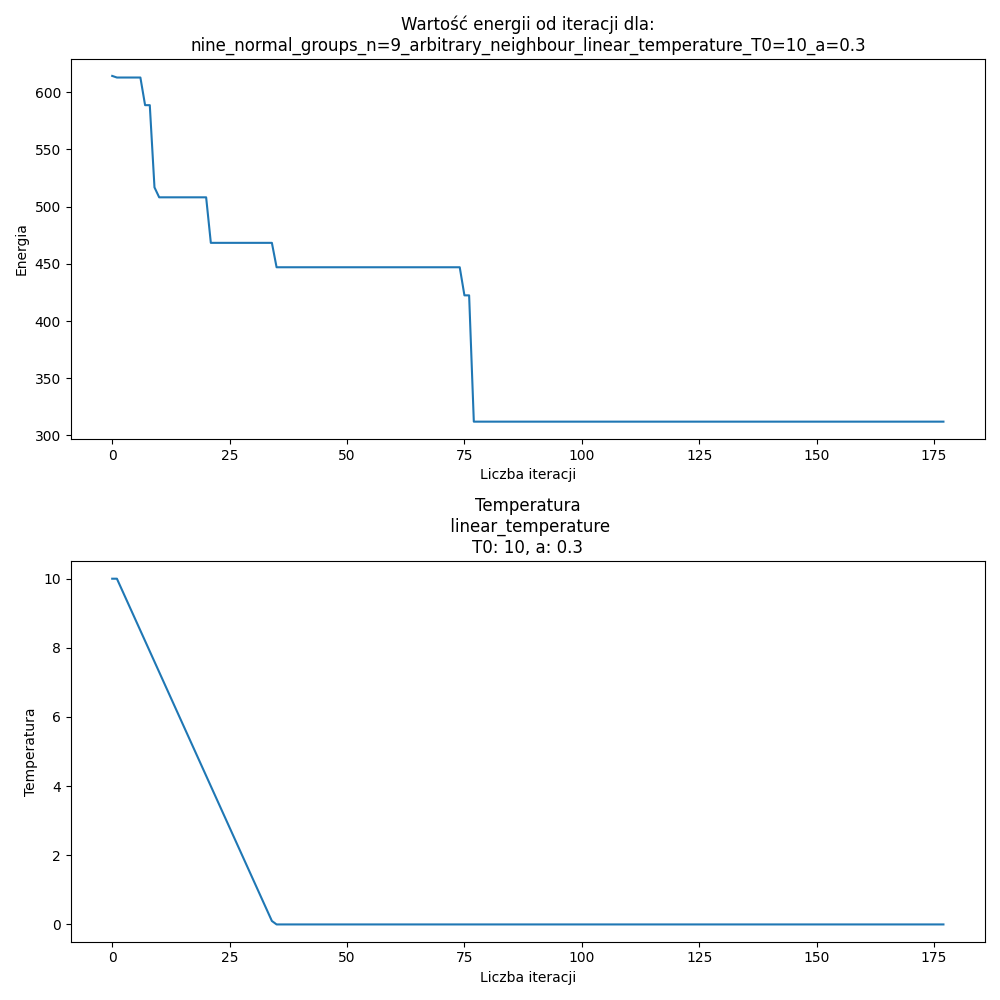 Wartość energii od iteracji dla:
nine_normal_groups_n=9_arbitrary_neighbour_linear_temperature_T0=10_a=0.3
600
550
500
450
400
350
300
Energia
0 25 50 75 100 125 150 175
Liczba iteracji
Temperatura
linear_temperature
T0: 10, a: 0.3
10
8
6
4
2
0
Temperatura
0 25 50 75 100 125 150 175
Liczba iteracji